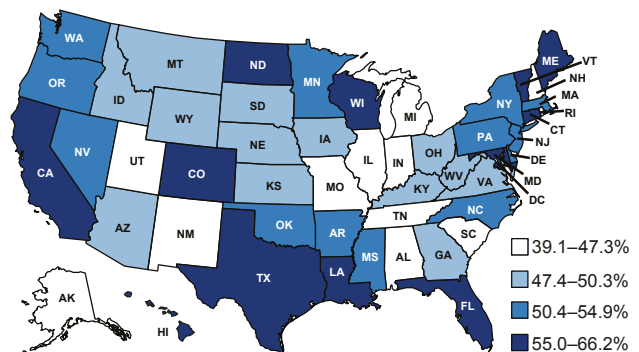 WA
MT
ND
ME
VT
NH
MA
RI
CT
NJ
DE
MD
DC
OR
ID
WY
SD
MN
WI
MI
NY
PA
NV
UT
CO
NE
IA
IL
IN
OH
WV
VA
CA
KS
MO
KY
AZ
NM
OK
AR
TN
NC
SC
TX
LA
MS
AL
GA
FL
AK
HI
39.1–47.3%
47.4–50.3%
50.4–54.9%
55.0–66.2%